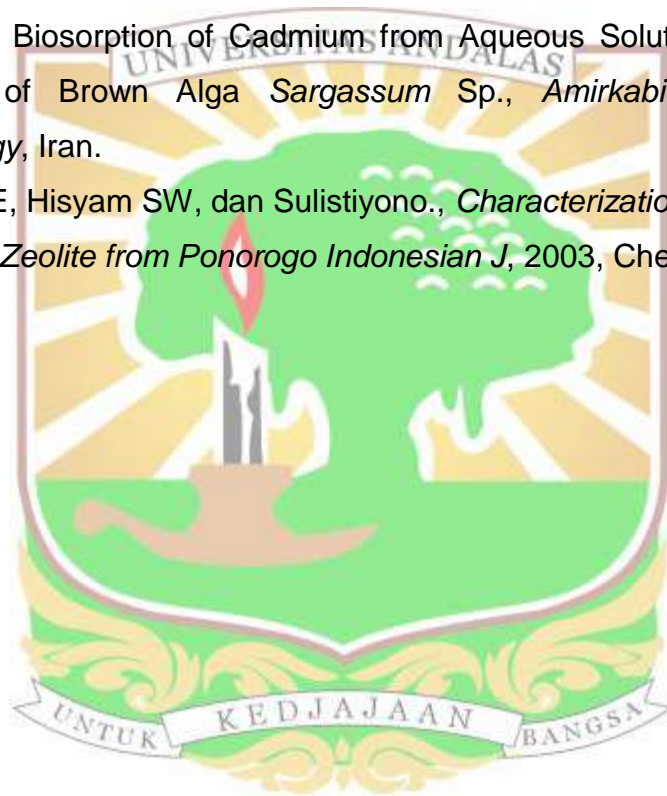 Biosorption of Cadmium from Aqueous Solut
UNIVERSITAS ANDALAS
of Brown Alga Sargassum Sp., Amirkabi
gy, Iran.
E, Hisyam SW, dan Sulistiyono., Characterizatio
Zeolite from Ponorogo Indonesian J, 2003, Che
UNTUK KEDJAJAAN BANGSA